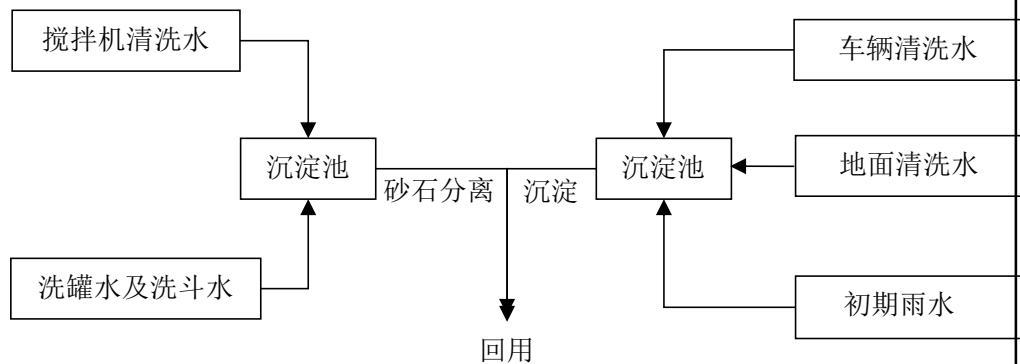 搅拌机清洗水
车辆清洗水
沉淀池
沉淀池
地面清洗水
砂石分离
沉淀
洗罐水及洗斗水
初期雨水
回用